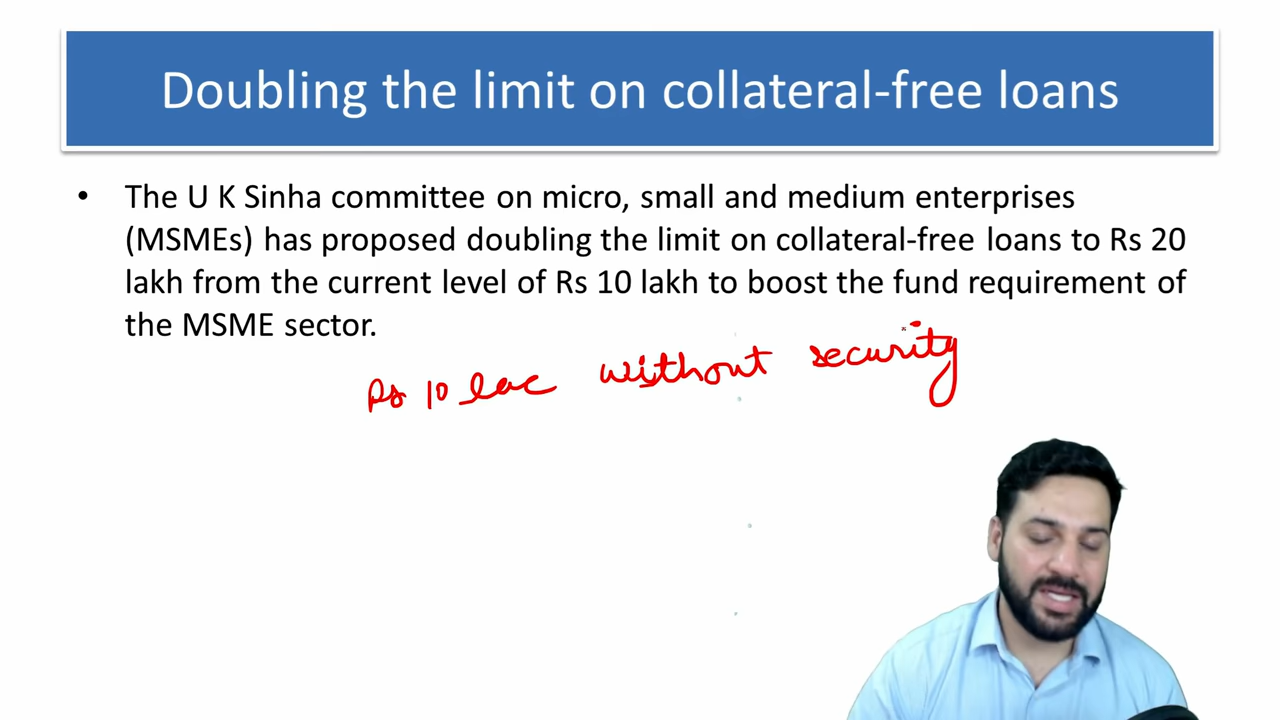 Doubling the limit on collateral-free loans
• The U K Sinha committee on micro, small and medium enterprises
(MSMEs) has proposed doubling the limit on collateral-free loans to Rs 20
lakh from the current level of Rs 10 lakh to boost the fund requirement of
the MSME sector.
Rs 10 lac without security